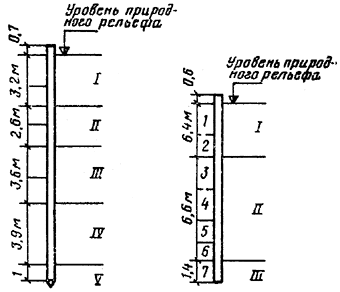 Уровень природ-
ного рельефа
0,7
3,2м
I
2,6м
II
3,6м
III
3,9м
IV
1
V
Уровень природ-
ного рельефа
0,6
6,4м
1
2
I
6,6м
3
4
5
6
II
1,4
7
III